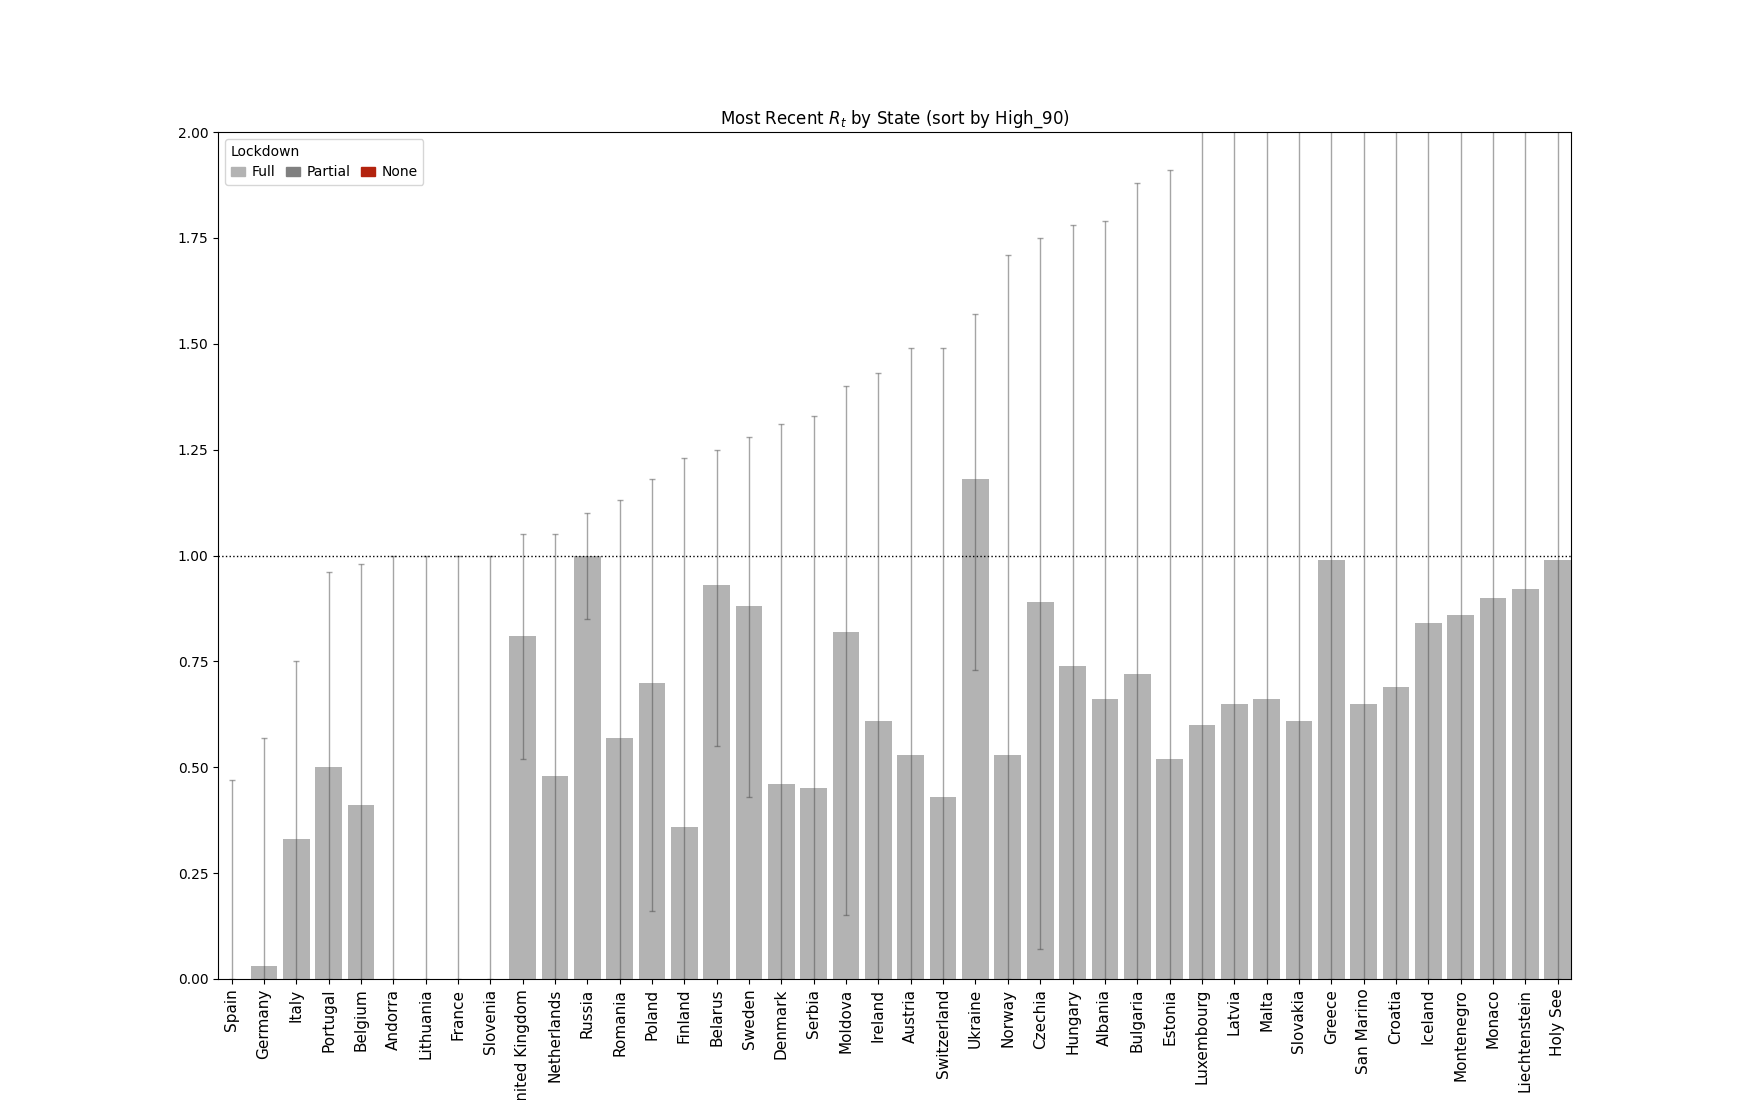 Most Recent R_t by State (sort by High_90)
Lockdown
Full Partial None
2.00
1.75
1.50
1.25
1.00
0.75
0.50
0.25
0.00
Spain
Germany
Italy
Portugal
Belgium
Andorra
Lithuania
France
Slovenia
nited Kingdom
Netherlands
Russia
Romania
Poland
Finland
Belarus
Sweden
Denmark
Serbia
Moldova
Ireland
Austria
Switzerland
Ukraine
Norway
Czechia
Hungary
Albania
Bulgaria
Estonia
Luxembourg
Latvia
Malta
Slovakia
Greece
San Marino
Croatia
Iceland
Montenegro
Monaco
Liechtenstein
Holy See